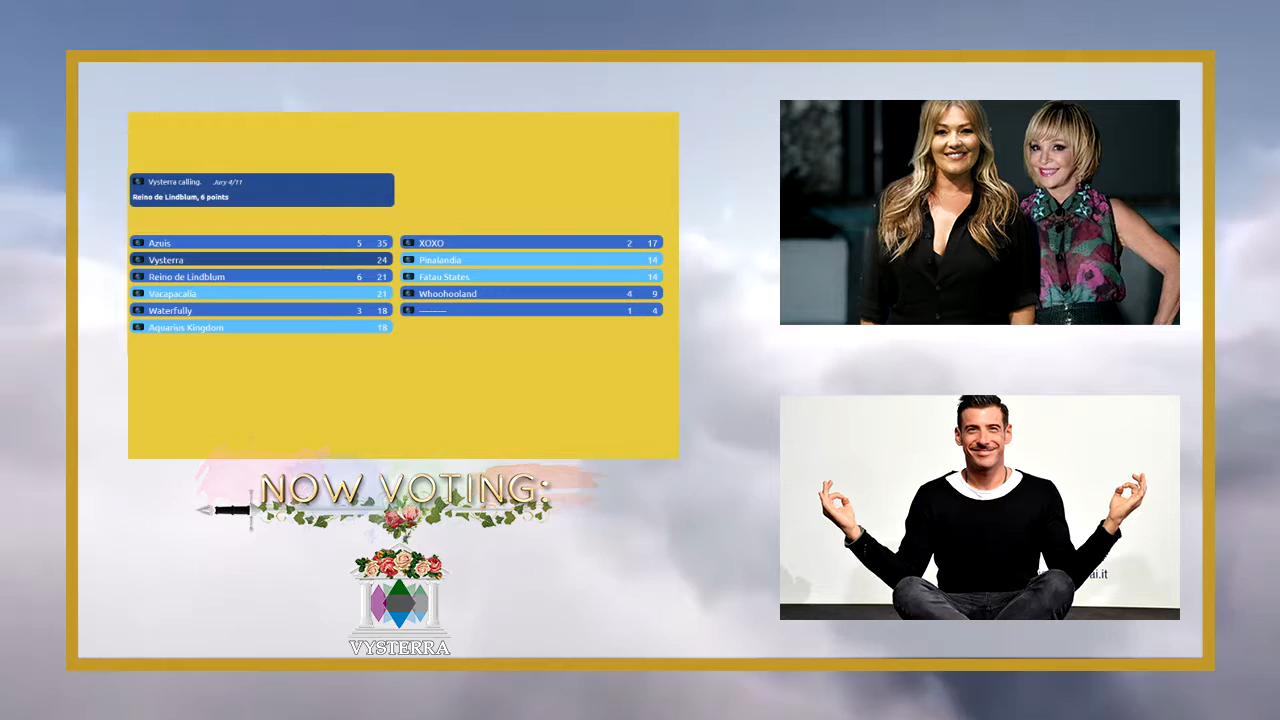 Vysterra calling. Jury 4/11
Reino de Lindblum, 6 points
Azuis 5 35
Vysterra 24
Reino de Lindblum 6 21
Vacapacalia 21
Waterfully 3 18
Aquarius Kingdom 18
XOXO 2 17
Pinalandia 14
Fatau States 14
Whoohooland 4 9
———— 1 4
NOW VOTING:
VYSTERRA
ai.it